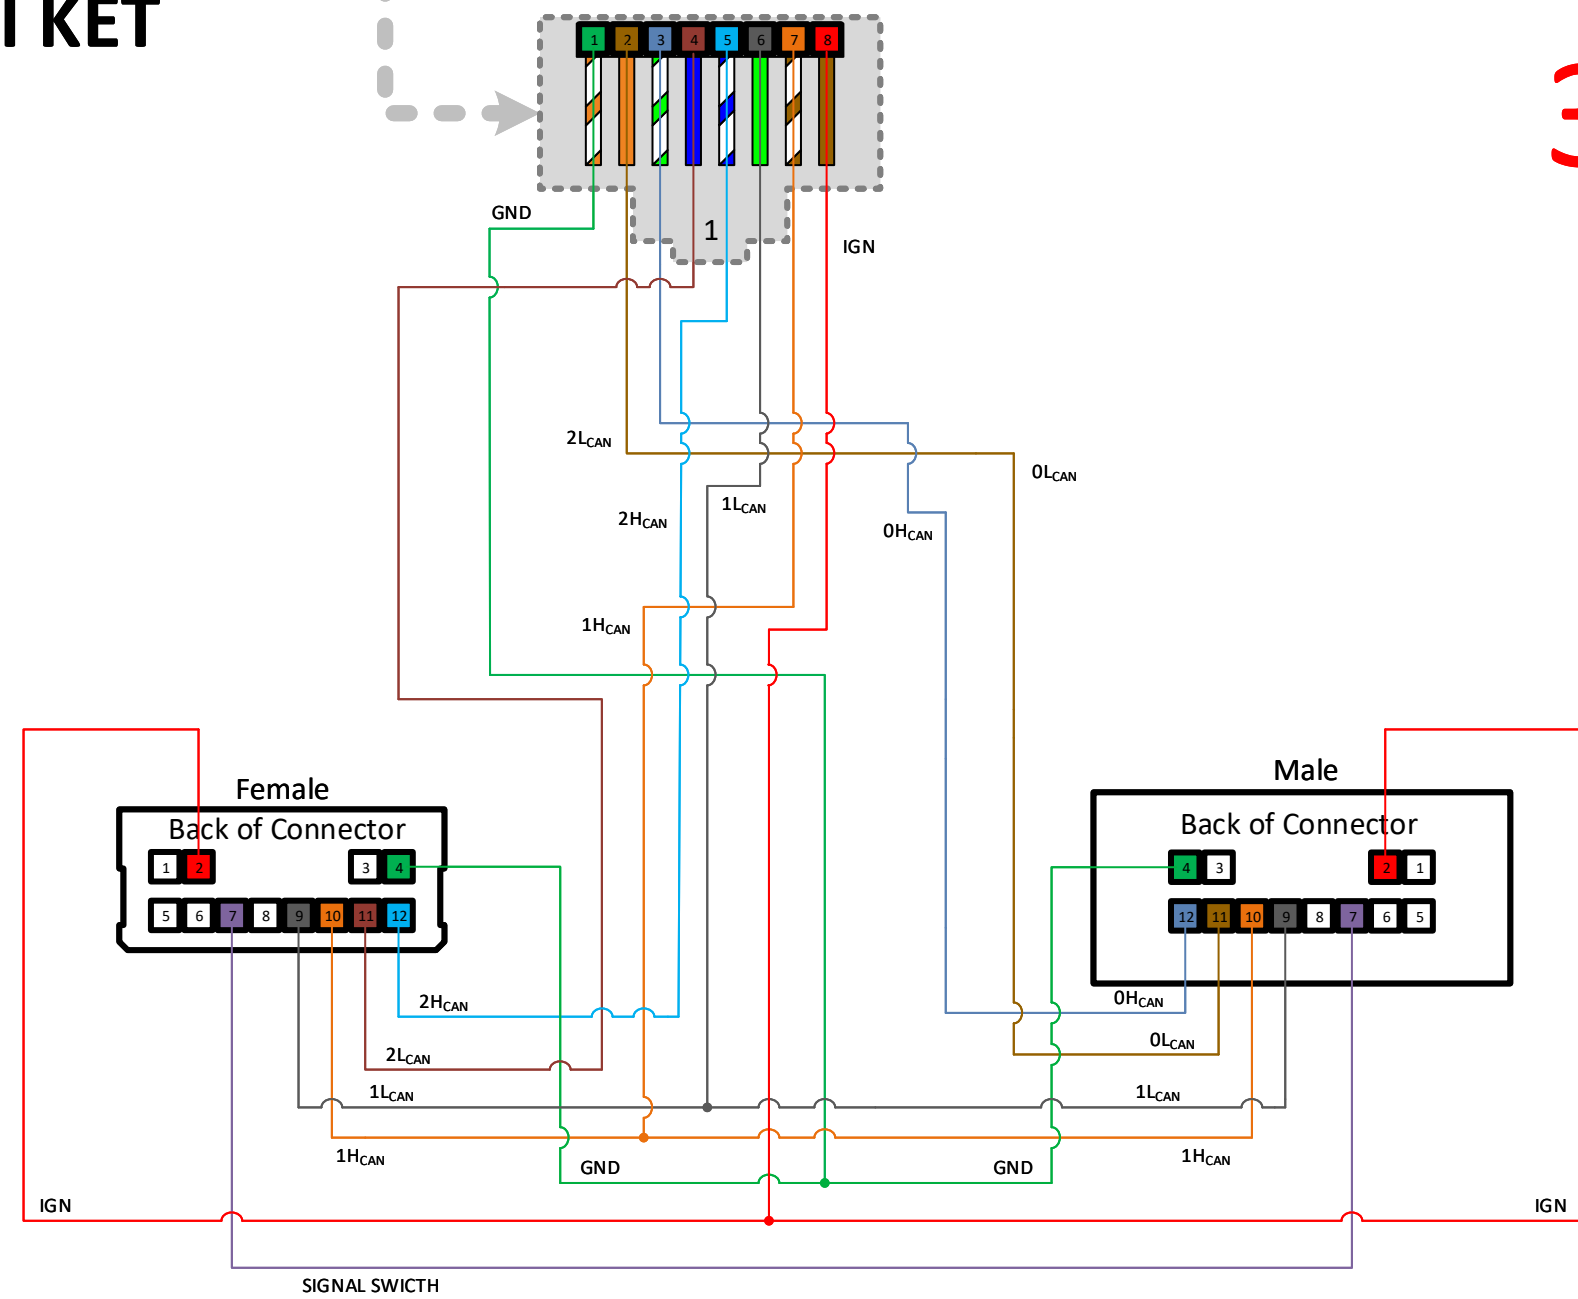 I KET
1 2 3 4 5 6 7 8
GND
1
IGN
2LCAN
0LCAN
1LCAN
2HCAN
0HCAN
1HCAN
Female
Male
Back of Connector
Back of Connector
1 2 3 4
4 3 2 1
5 6 7 8 9 10 11 12
12 11 10 9 8 7 6 5
2HCAN
0HCAN
0LCAN
2LCAN
1LCAN
1LCAN
1HCAN
1HCAN
GND
GND
IGN
IGN
SIGNAL SWICTH